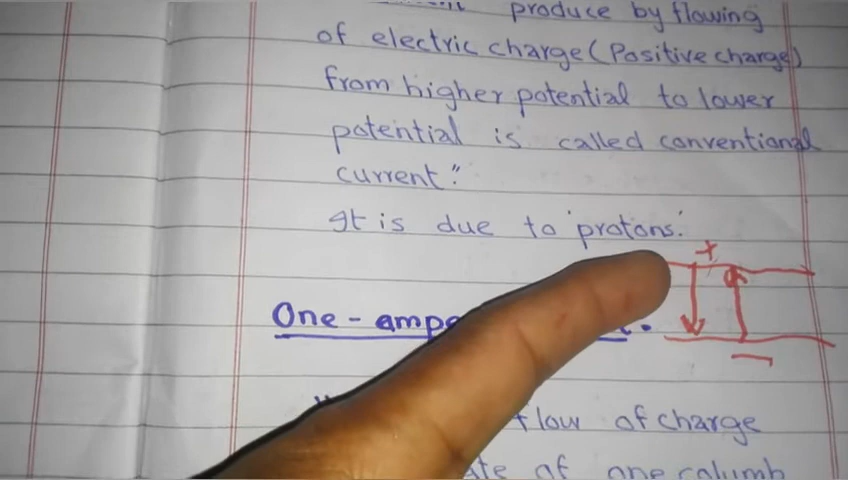 produce by flowing
of electric charge (Positive charge)
from higher potential to lower
potential is called conventional
current."
It is due to 'protons.'
+
One-
−
flow of charge
of one columb